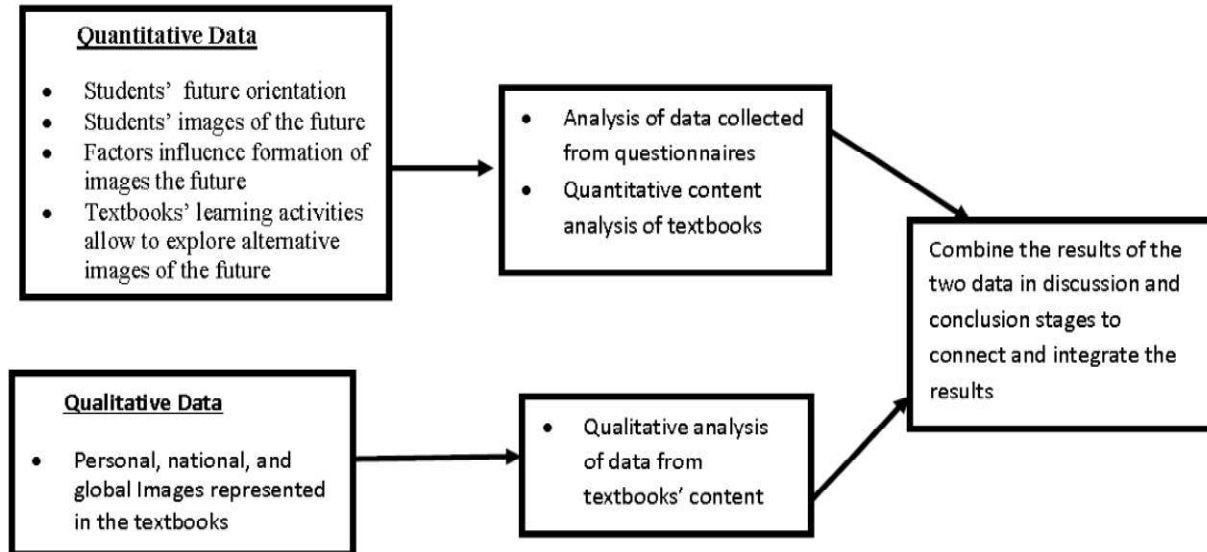 Quantitative Data
• Students’ future orientation
• Students’ images of the future
• Factors influence formation of
images the future
• Textbooks’ learning activities
allow to explore alternative
images of the future
• Analysis of data collected
from questionnaires
• Quantitative content
analysis of textbooks
Combine the results of the
two data in discussion and
conclusion stages to
connect and integrate the
results
Qualitative Data
• Personal, national, and
global Images represented
in the textbooks
• Qualitative analysis
of data from
textbooks’ content